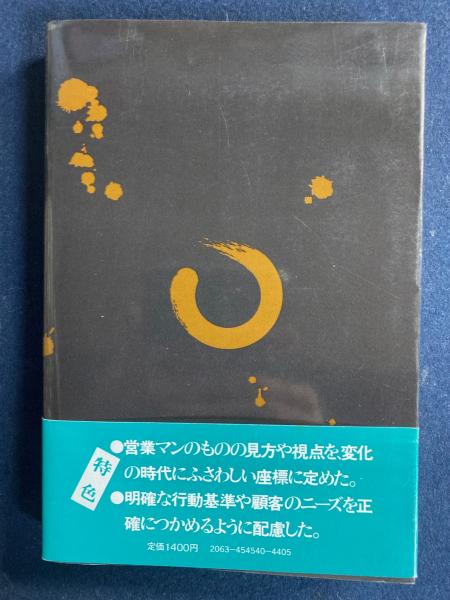 特色
●営業マンのものの見方や視点を、変化
の時代にふさわしい座標に定めた。
●明確な行動基準や顧客のニーズを正
確につかめるように配慮した。
定価1400円 2063-454540-4405